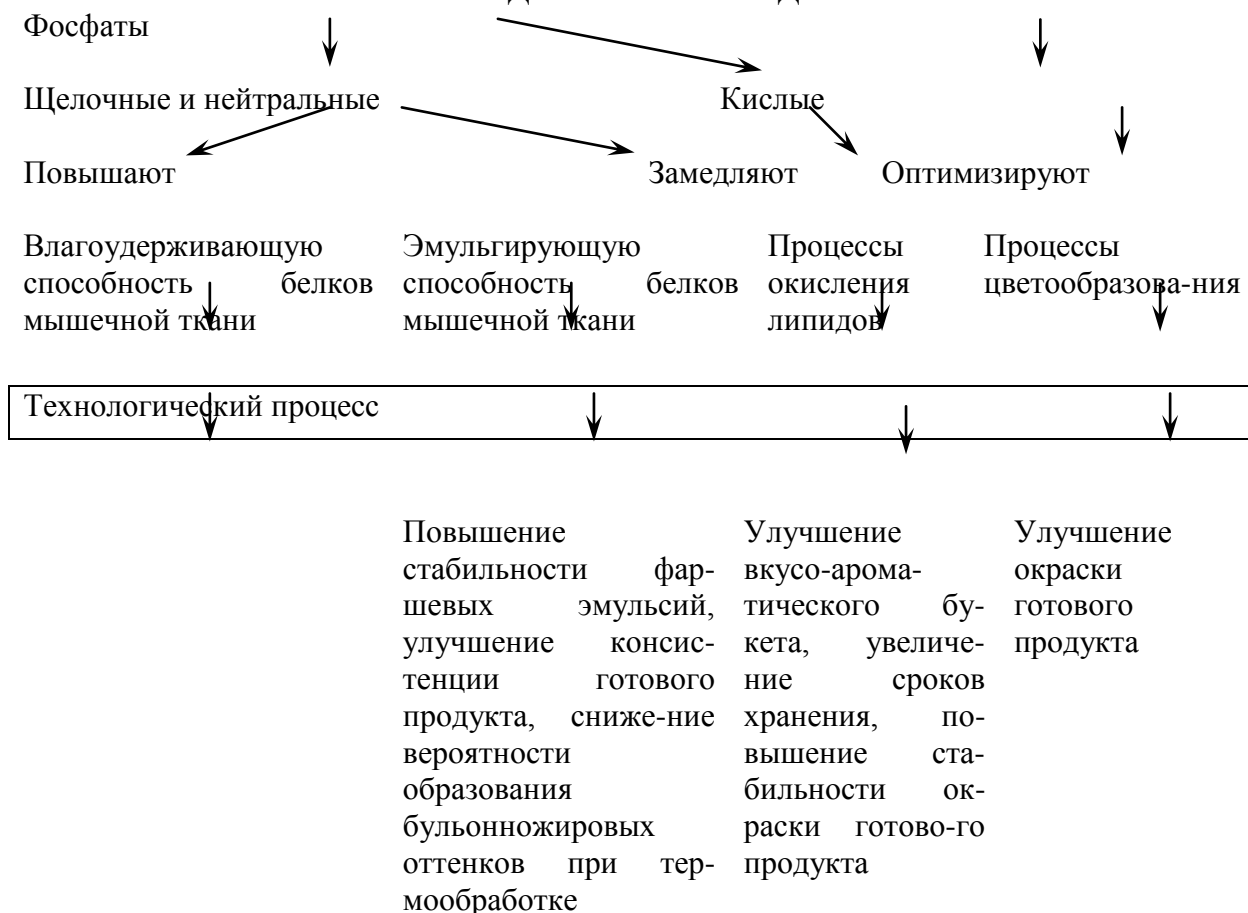 Фосфаты
Щелочные и нейтральные Кислые
Повышают Замедляют Оптимизируют
Влагоудерживающую
способность белков
мышечной ткани
Эмульгирующую
способность белков
мышечной ткани
Процессы
окисления
липидов
Процессы
цветообразова-ния
Технологический процесс
Повышение
стабильности фар-
шевых эмульсий,
улучшение консис-
тенции готового
продукта, сниже-ние
вероятности
образования
бульонножировых
оттенков при тер-
мообработке
Улучшение
вкусо-арома-
тического бу-
кета, увеличе-
ние сроков
хранения, по-
вышение ста-
бильности ок-
раски готово-го
продукта
Улучшение
окраски
готового
продукта